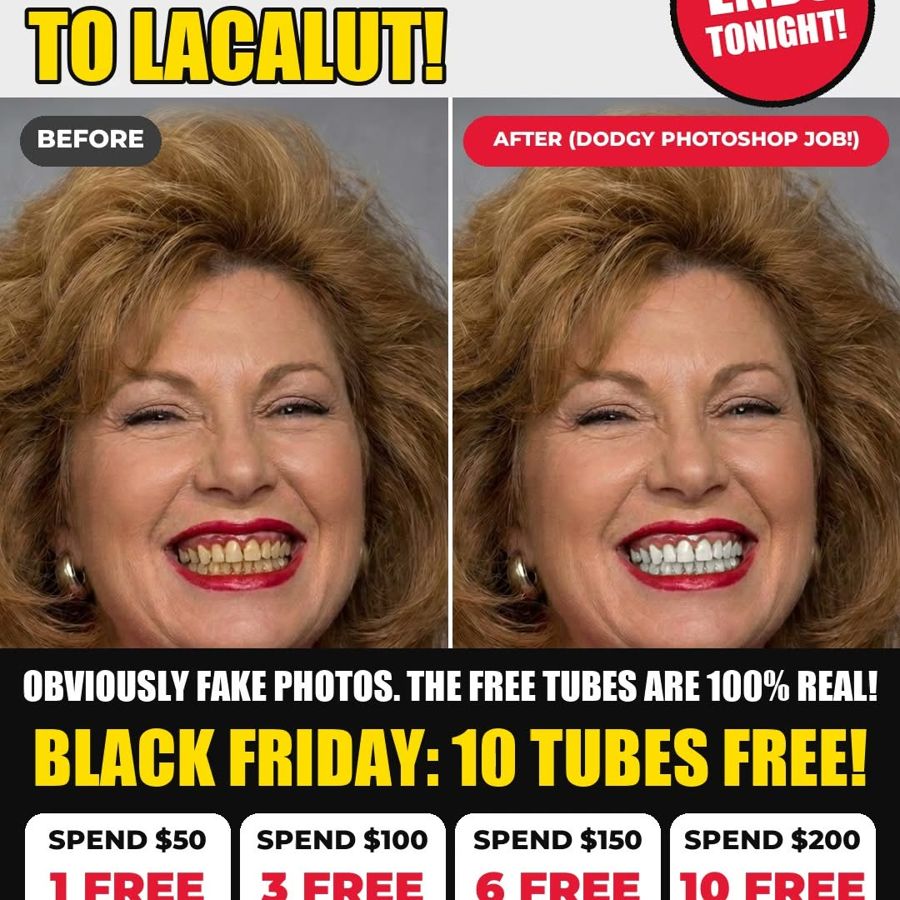 TO LACALUT!
TONIGHT!
BEFORE
AFTER (DODGY PHOTOSHOP JOB!)
OBVIOUSLY FAKE PHOTOS. THE FREE TUBES ARE 100% REAL!
BLACK FRIDAY: 10 TUBES FREE!
SPEND $50
1 FREE
SPEND $100
3 FREE
SPEND $150
6 FREE
SPEND $200
10 FREE